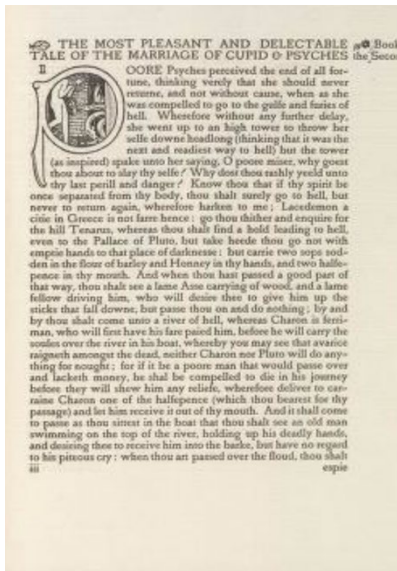 THE MOST PLEASANT AND DELECTABLE
TALE OF THE MARRIAGE OF CUPID & PSYCHES
Book
the Seco
II
POORE Psyches perceived the end of all for-
tune, thinking verely that she should never
returne, and not without cause, when as she
was compelled to go to the gulfe and furies of
hell. Wherefore without any further delay,
she went up to an high tower to throw her
selfe downe headlong (thinking that it was the
next and readiest way to hell) but the tower
(as inspired) spake unto her saying, O poore miser, why goest
thou about to slay thy selfe? Why dost thou rashly yeeld unto
thy last perill and danger? Know thou that if thy spirit be
once separated from thy body, thou shalt surely go to hell, but
never to return again, wherefore harken to me; Lacedemon a
citie in Greece is not farre hence: go thou thither and enquire for
the hill Tenarus, whereas thou shalt find a hold leading to hell,
even to the Pallace of Pluto, but take heede thou go not with
emptie hands to that place of darknesse: but carrie two sops sod-
den in the flour of barley and Honney in thy hands, and two halfe-
pence in thy mouth. And when thou hast passed a good part of
that way, thou shalt see a lame Asse carrying of wood, and a lame
fellow driving him, who will desire thee to give him up the
sticks that fall downe, but passe thou on and do nothing; by and
by thou shalt come unto a river of hell, whereas Charon is ferri-
man, who will first have his fare paied him, before he will carry the
soules over the river in his boat, whereby you may see that avarice
raigneth amongst the dead, neither Charon nor Pluto will do any-
thing for nought; for if it be a poore man that would passe over
and lacketh money, he shal be compelled to die in his journey
before they will shew him any reliefe, wherefore deliver to car-
raine Charon one of the halfpence (which thou bearest for thy
passage) and let him receive it out of thy mouth. And it shall come
to passe as thou sittest in the boat that thou shalt see an old man
swimming on the top of the river, holding up his deadly hands,
and desiring thee to receive him into the barke, but have no regard
to his piteous cry: when thou art passed over the floud, thou shalt
espie